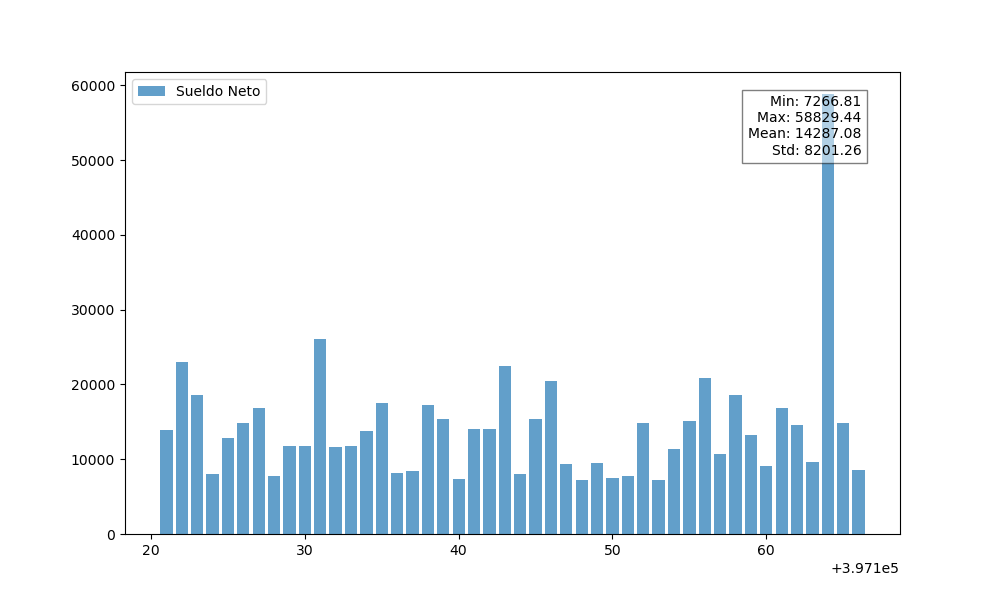 Sueldo Neto
Min: 7266.81
Max: 58829.44
Mean: 14287.08
Std: 8201.26
60000
50000
40000
30000
20000
10000
0
20 30 40 50 60
+3.971e5